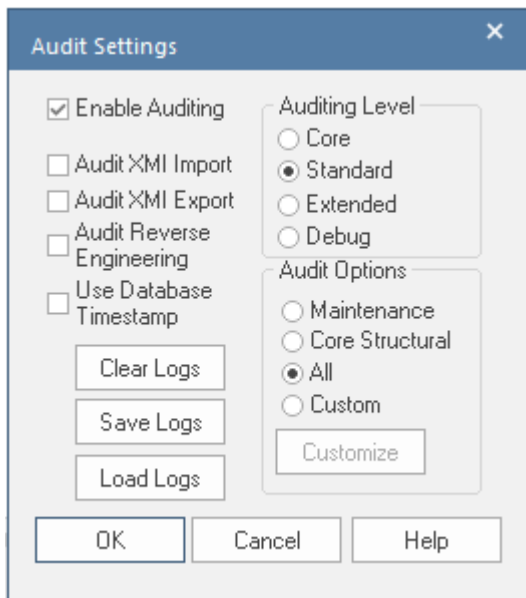 Audit Settings
Enable Auditing
Audit XMI Import
Audit XMI Export
Audit Reverse
Engineering
Use Database
Timestamp
Clear Logs
Save Logs
Load Logs
Auditing Level
Core
Standard
Extended
Debug
Audit Options
Maintenance
Core Structural
All
Custom
Customize
OK
Cancel
Help